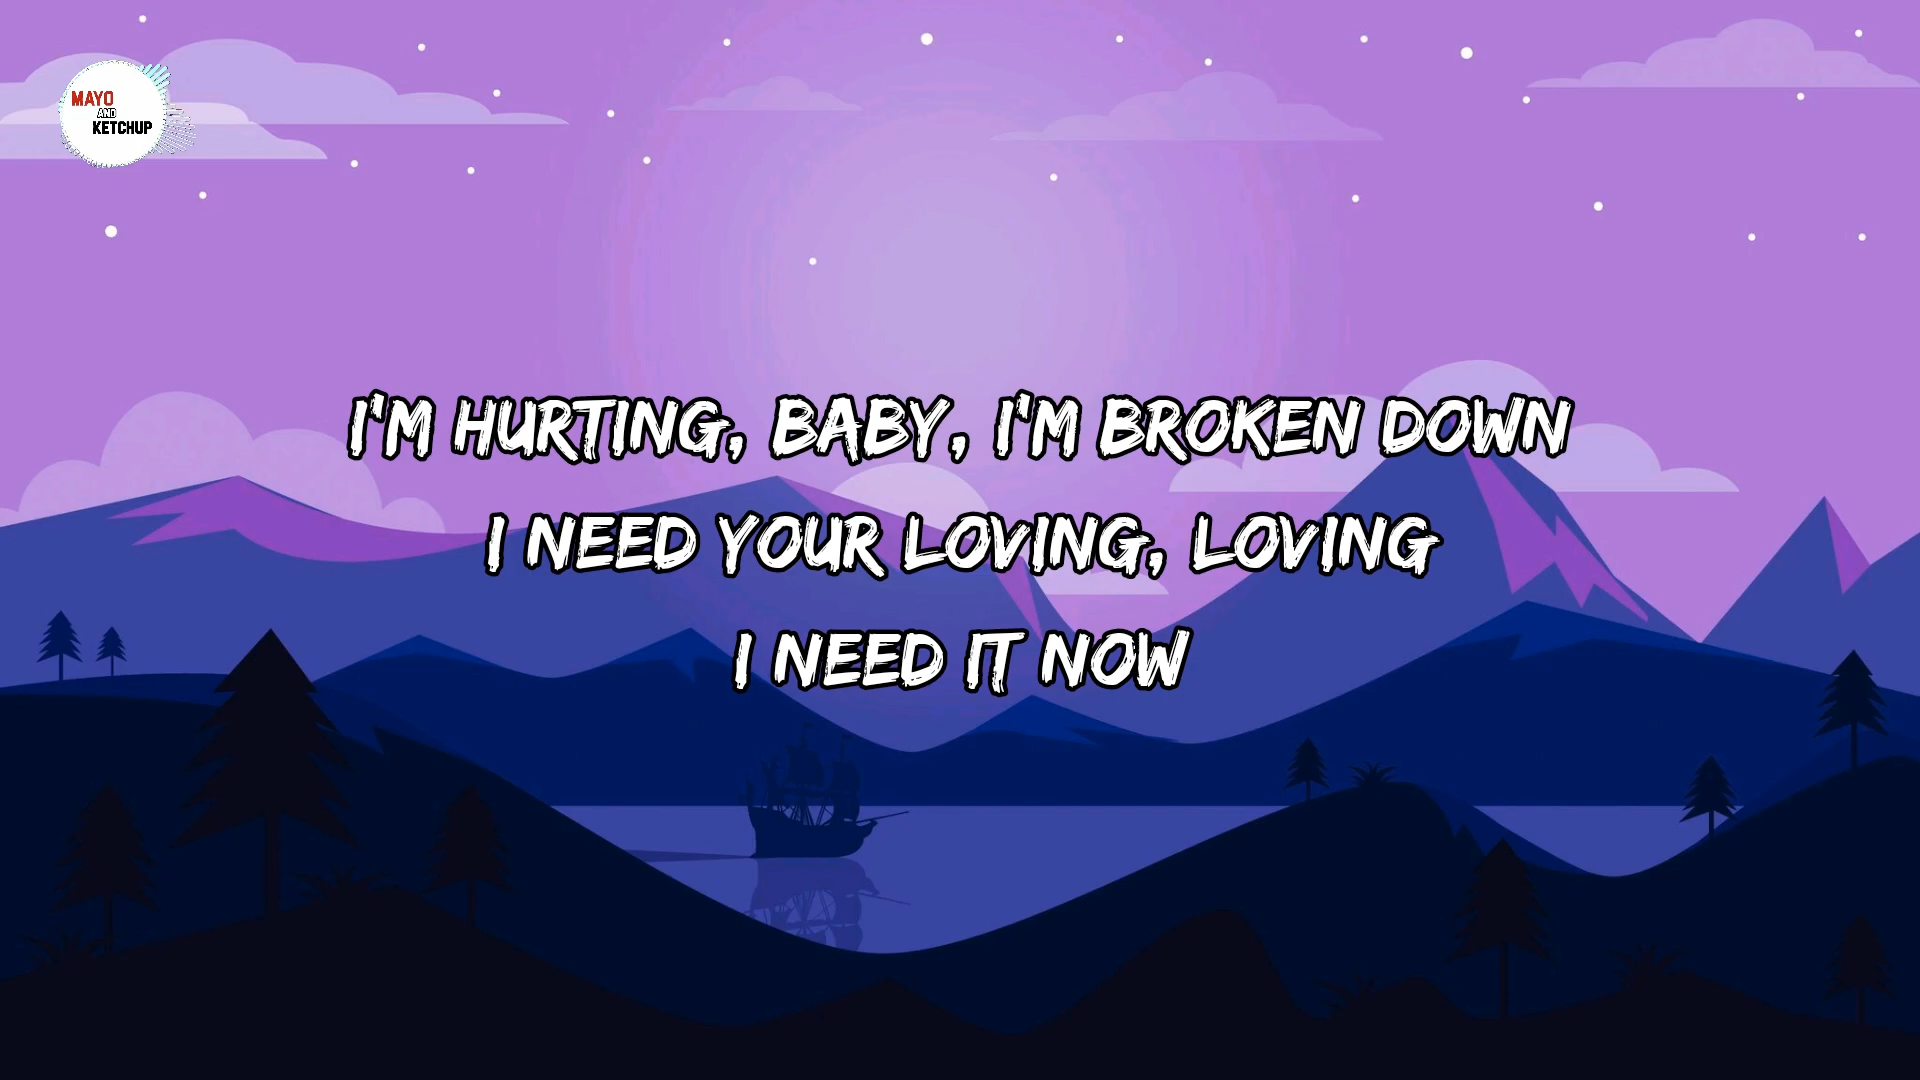 MAYO
AND
KETCHUP
I'M HURTING, BABY, I'M BROKEN DOWN
I NEED YOUR LOVING, LOVING
I NEED IT NOW